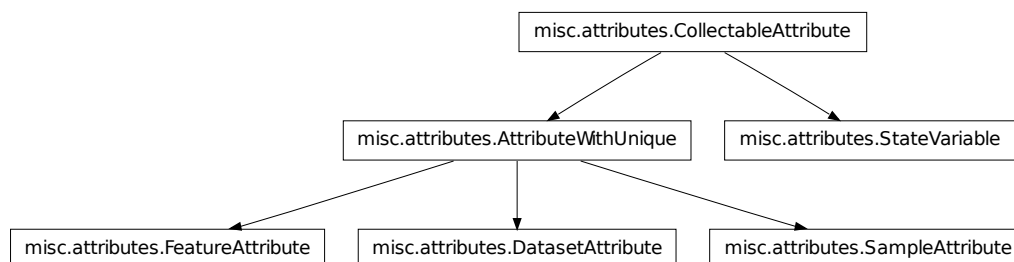 misc.attributes.CollectableAttribute
misc.attributes.AttributeWithUnique
misc.attributes.StateVariable
misc.attributes.FeatureAttribute
misc.attributes.DatasetAttribute
misc.attributes.SampleAttribute